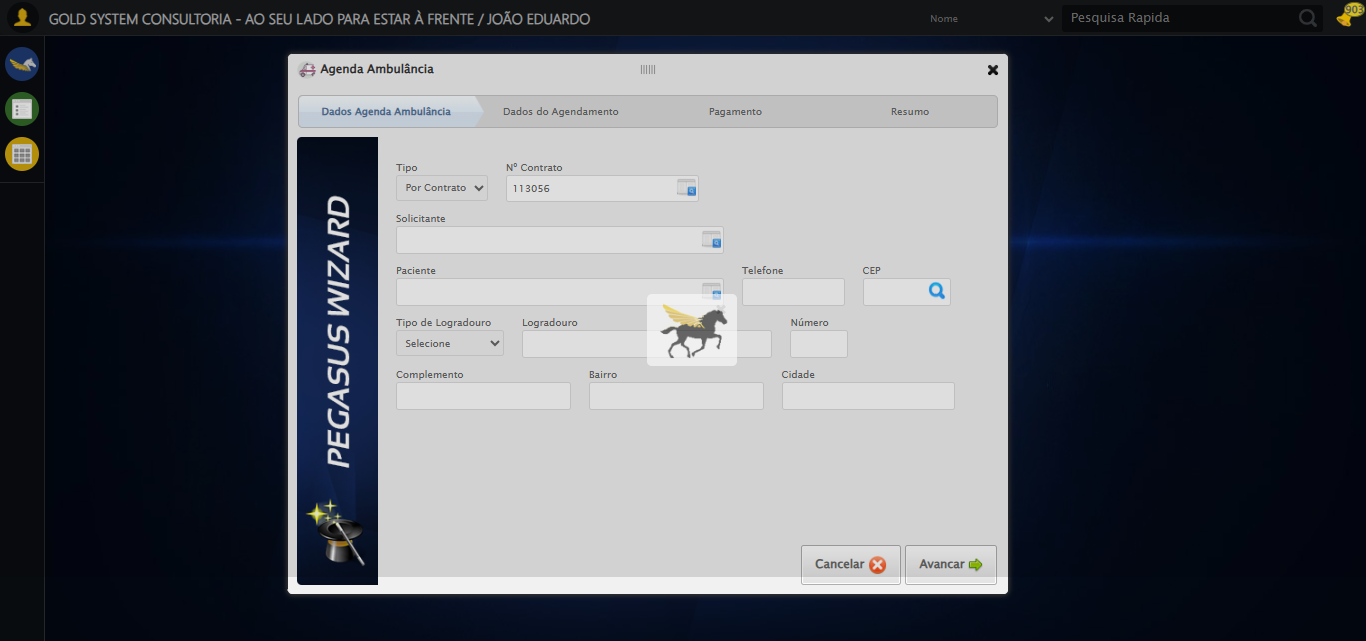 GOLD SYSTEM CONSULTORIA - AO SEU LADO PARA ESTAR À FRENTE / JOÃO EDUARDO
Nome
Pesquisa Rapida
903
Agenda Ambulância
Dados Agenda Ambulância
Dados do Agendamento
Pagamento
Resumo
PEGASUS WIZARD
Tipo
Nº Contrato
Por Contrato
113056
Solicitante
Paciente
Telefone
CEP
Tipo de Logradouro
Logradouro
Número
Selecione
Complemento
Bairro
Cidade
Cancelar
Avancar